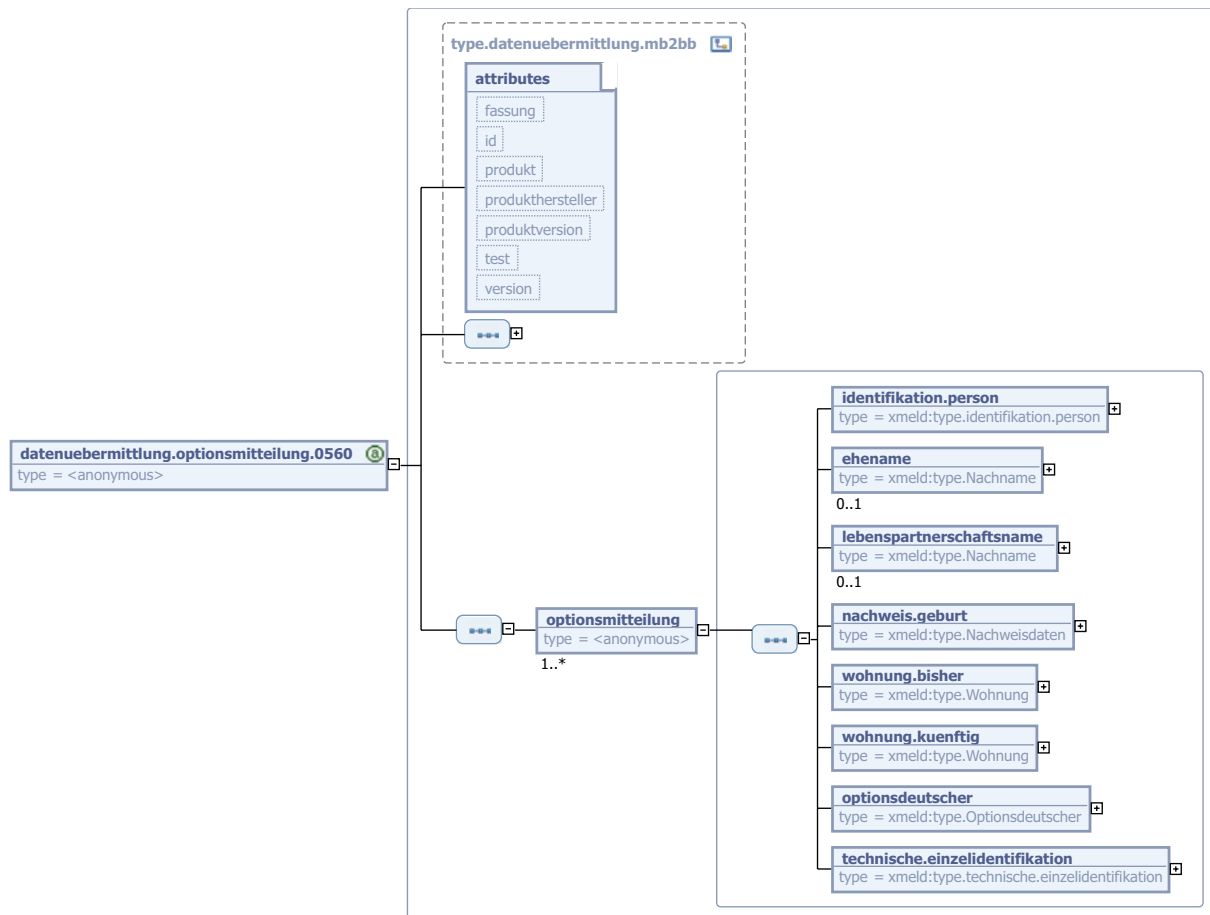 type.datenuebermittlung.mb2bb
attributes
fassung
id
produkt
produkthersteller
produktversion
test
version
datenuebermittlung.optionsmitteilung.0560
a
type = <anonymous>
optionsmitteilung
type = <anonymous>
1..*
identifikation.person
type = xmeld:type.identifikation.person
ehename
type = xmeld:type.Nachname
0..1
lebenspartnerschaftsname
type = xmeld:type.Nachname
0..1
nachweis.geburt
type = xmeld:type.Nachweisdaten
wohnung.bisher
type = xmeld:type.Wohnung
wohnung.kuenftig
type = xmeld:type.Wohnung
optionsdeutscher
type = xmeld:type.Optionsdeutscher
technische.einzelidentifikation
type = xmeld:type.technische.einzelidentifikation